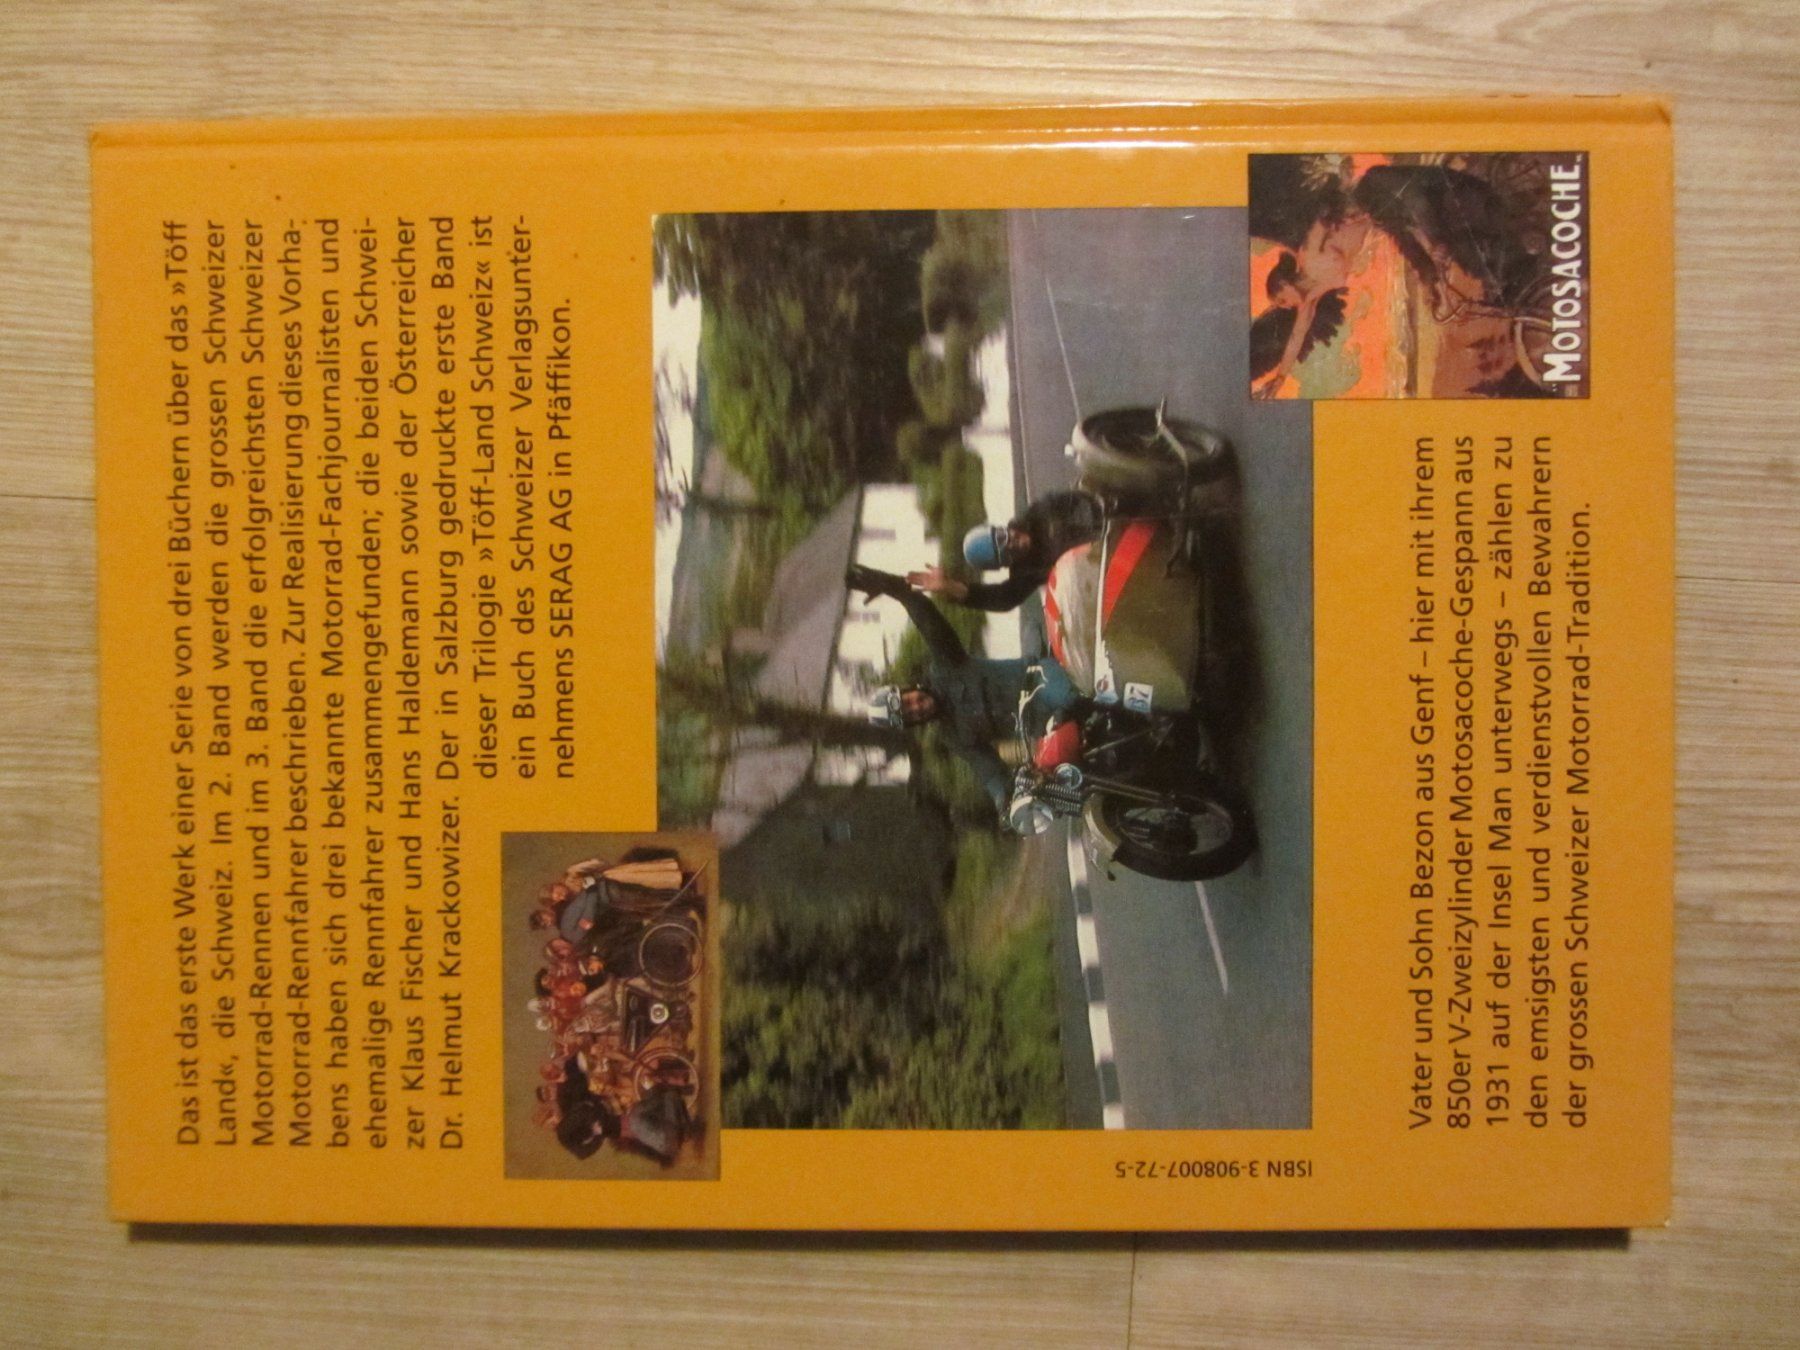 Das ist das erste Werk einer Serie von drei Büchern über das »Töff
Land«, die Schweiz. Im 2. Band werden die grossen Schweizer
Motorrad-Rennen und im 3. Band die erfolgreichsten Schweizer
Motorrad-Rennfahrer beschrieben. Zur Realisierung dieses Vorha-
bens haben sich drei bekannte Motorrad-Fachjournalisten und
ehemalige Rennfahrer zusammengefunden; die beiden Schwei-
zer Klaus Fischer und Hans Haldemann sowie der Österreicher
Dr. Helmut Krackowizer. Der in Salzburg gedruckte erste Band
dieser Trilogie »Töff-Land Schweiz« ist
ein Buch des Schweizer Verlagsunter-
nehmens SERAG AG in Pfäffikon.
37
ISBN 3-908007-72-5
Vater und Sohn Bezon aus Genf – hier mit ihrem
850er V-Zweizylinder Motosacoche-Gespann aus
1931 auf der Insel Man unterwegs – zählen zu
den emsigsten und verdienstvollen Bewahrern
der grossen Schweizer Motorrad-Tradition.
MOTOSACOCHE